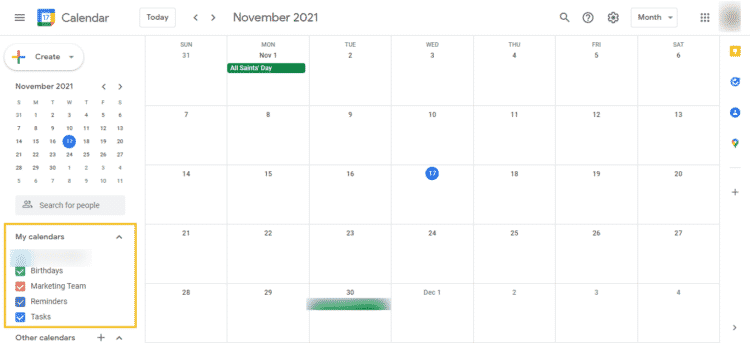 17 Calendar Today November 2021 Month
Create
November 2021
S M T W T F S
31 1 2 3 4 5 6
7 8 9 10 11 12 13
14 15 16 17 18 19 20
21 22 23 24 25 26 27
28 29 30 1 2 3 4
5 6 7 8 9 10 11
Search for people
My calendars
Birthdays
Marketing Team
Reminders
Tasks
Other calendars
SUN MON TUE WED THU FRI SAT
31 Nov 1 2 3 4 5 6
All Saints' Day
7 8 9 10 11 12 13
14 15 16 17 18 19 20
21 22 23 24 25 26 27
28 29 30 Dec 1 2 3 4